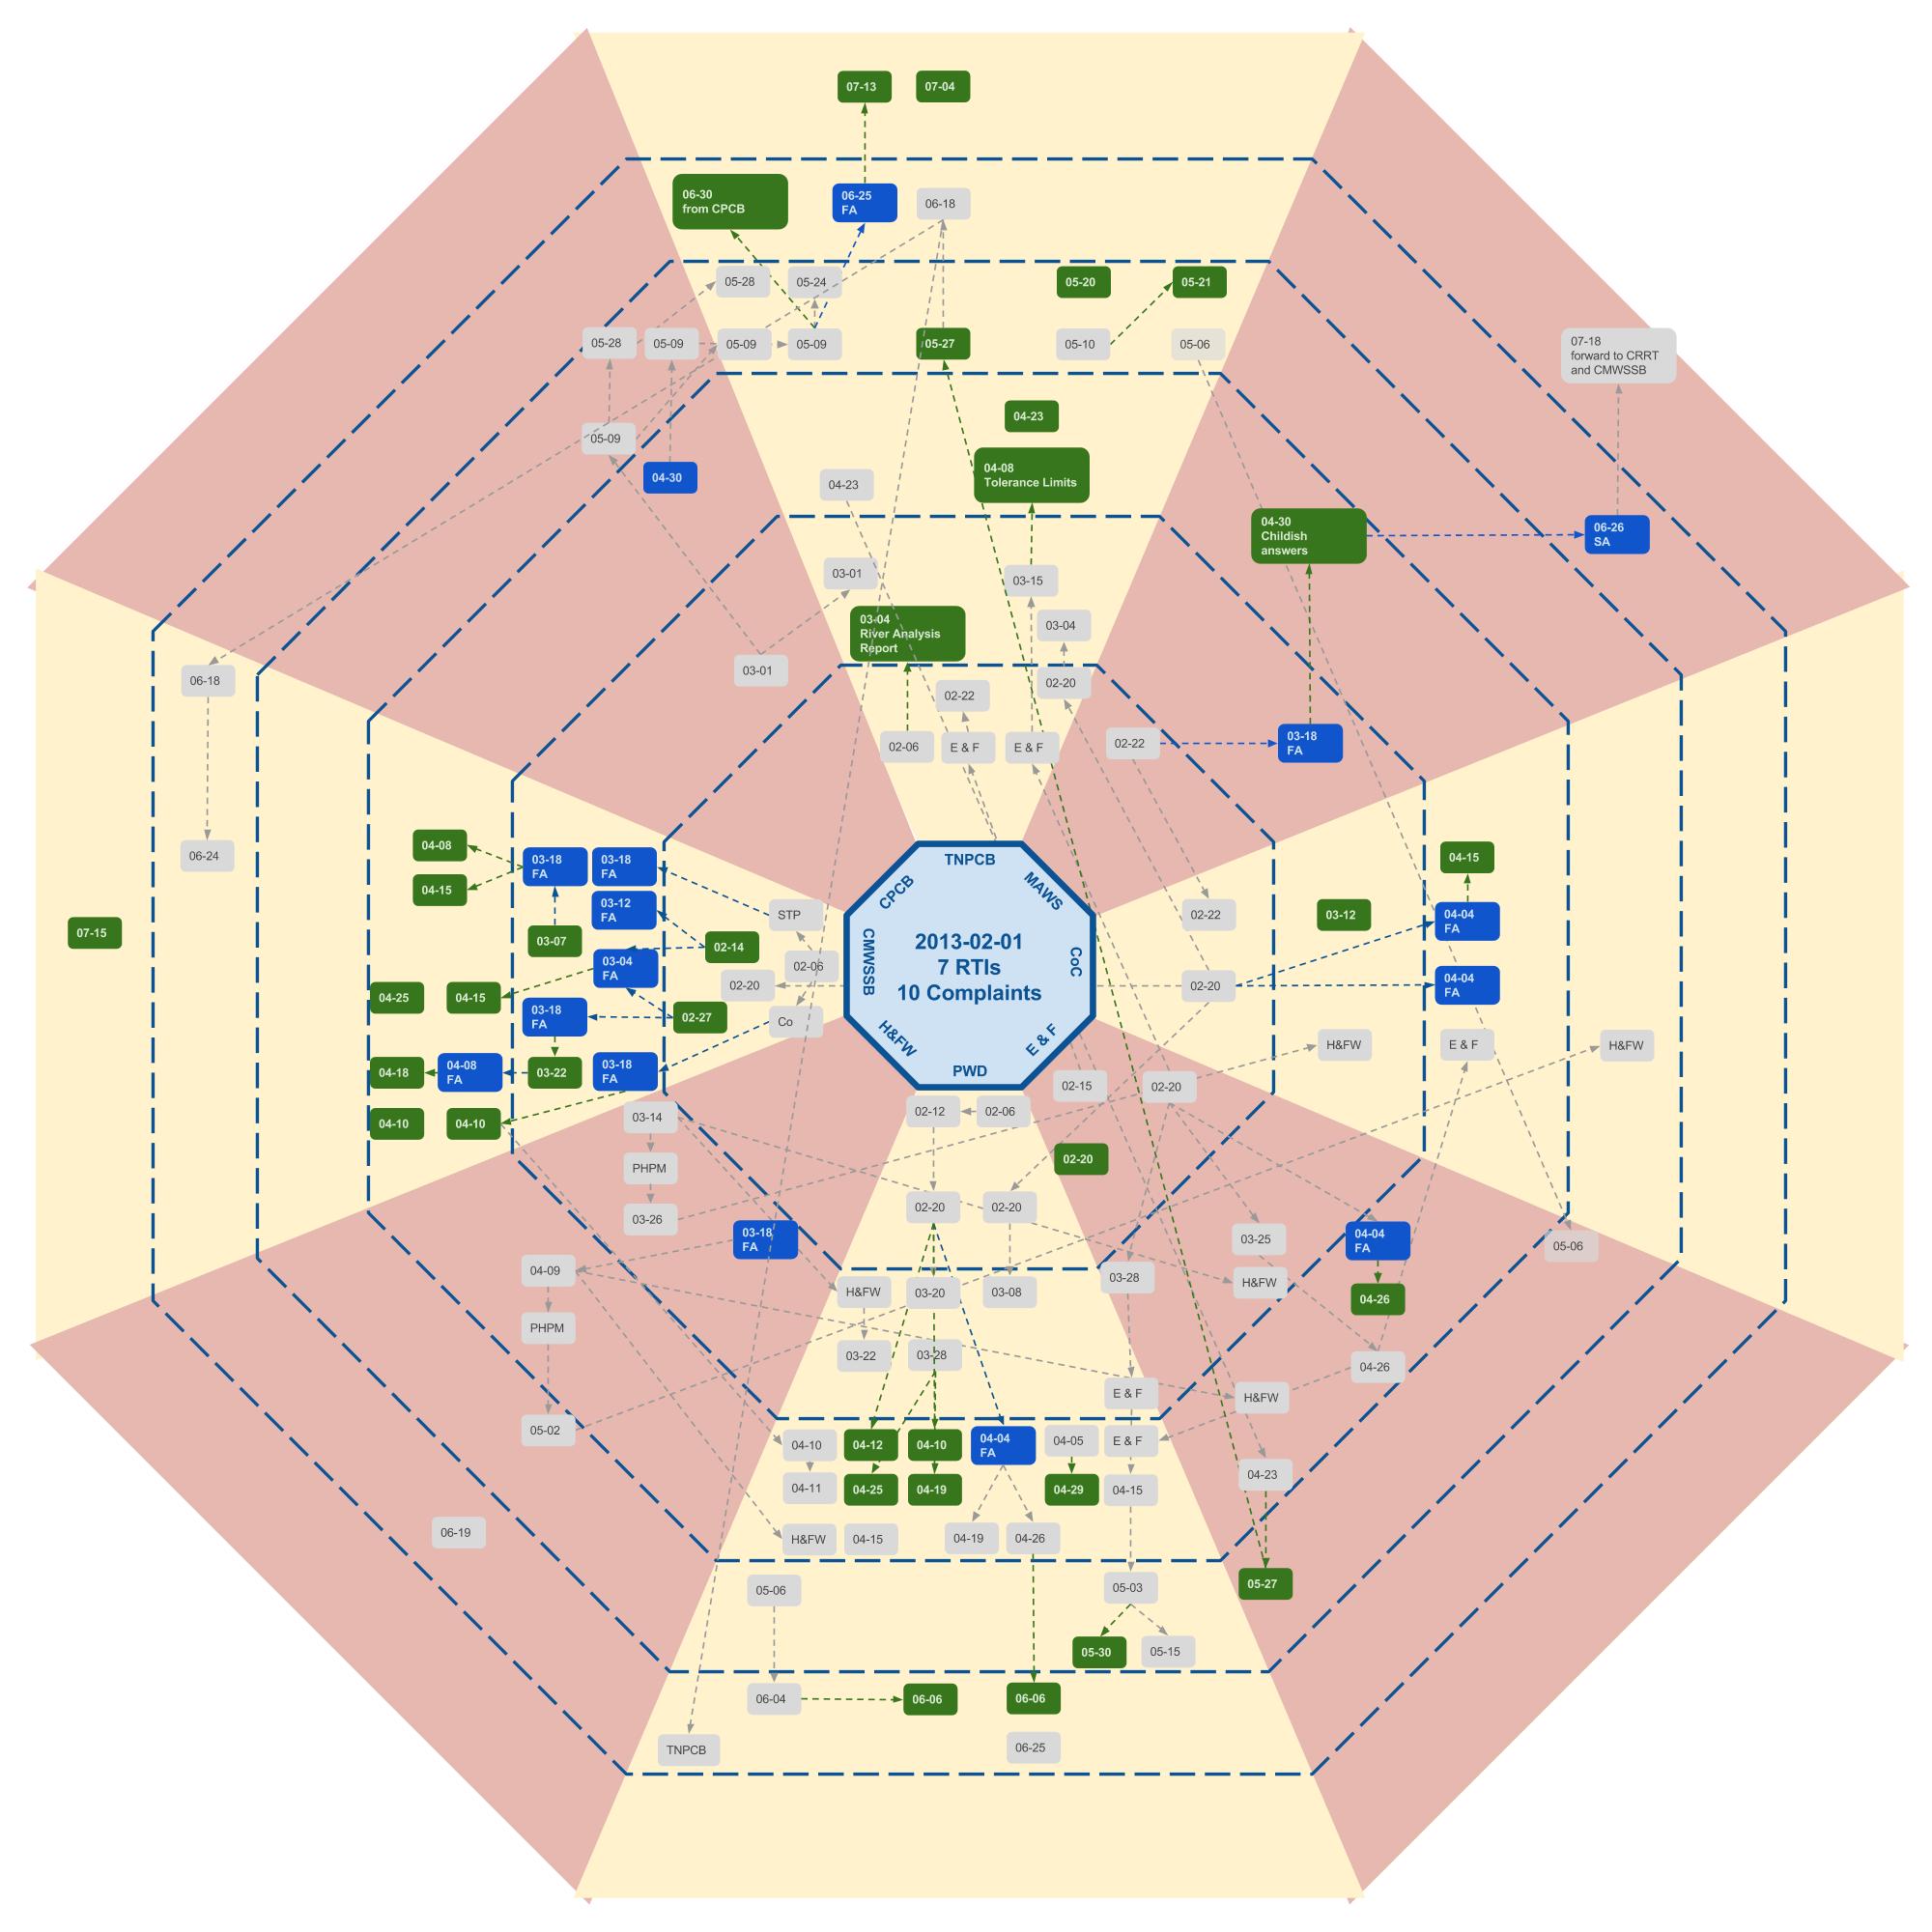 07-13
07-04
06-30
from CPCB
06-25
FA
06-18
05-28
05-24
05-20
05-21
05-28
05-09
05-09
05-09
05-27
05-10
05-06
07-18
forward to CRRT
and CMWSSB
04-23
05-09
04-30
04-23
04-08
Tolerance Limits
04-30
Childish
answers
06-26
SA
03-01
03-15
03-04
River Analysis
Report
03-04
03-01
06-18
02-22
02-20
02-06
E & F
E & F
02-22
03-18
FA
06-24
04-08
04-15
03-18
FA
03-18
FA
03-12
FA
STP
TNPCB
MAWS
CPCB
CoC
CMWSSB
E & F
H&FW
PWD
2013-02-01
7 RTIs
10 Complaints
02-22
03-12
04-15
04-04
FA
07-15
03-07
02-14
03-04
FA
02-06
02-20
02-20
04-04
FA
04-25
04-15
03-18
FA
02-27
Co
H&FW
E & F
H&FW
04-18
04-08
FA
03-22
03-18
FA
02-15
02-20
04-10
04-10
03-14
02-12
02-06
PHPM
02-20
03-26
03-18
FA
02-20
02-20
03-25
04-04
FA
05-06
04-09
H&FW
03-20
03-08
03-28
H&FW
04-26
PHPM
03-22
03-28
04-26
E & F
H&FW
05-02
04-10
04-12
04-10
04-04
FA
04-05
E & F
04-11
04-25
04-19
04-29
04-15
04-23
06-19
H&FW
04-15
04-19
04-26
05-06
05-03
05-27
05-30
05-15
06-04
06-06
06-06
TNPCB
06-25